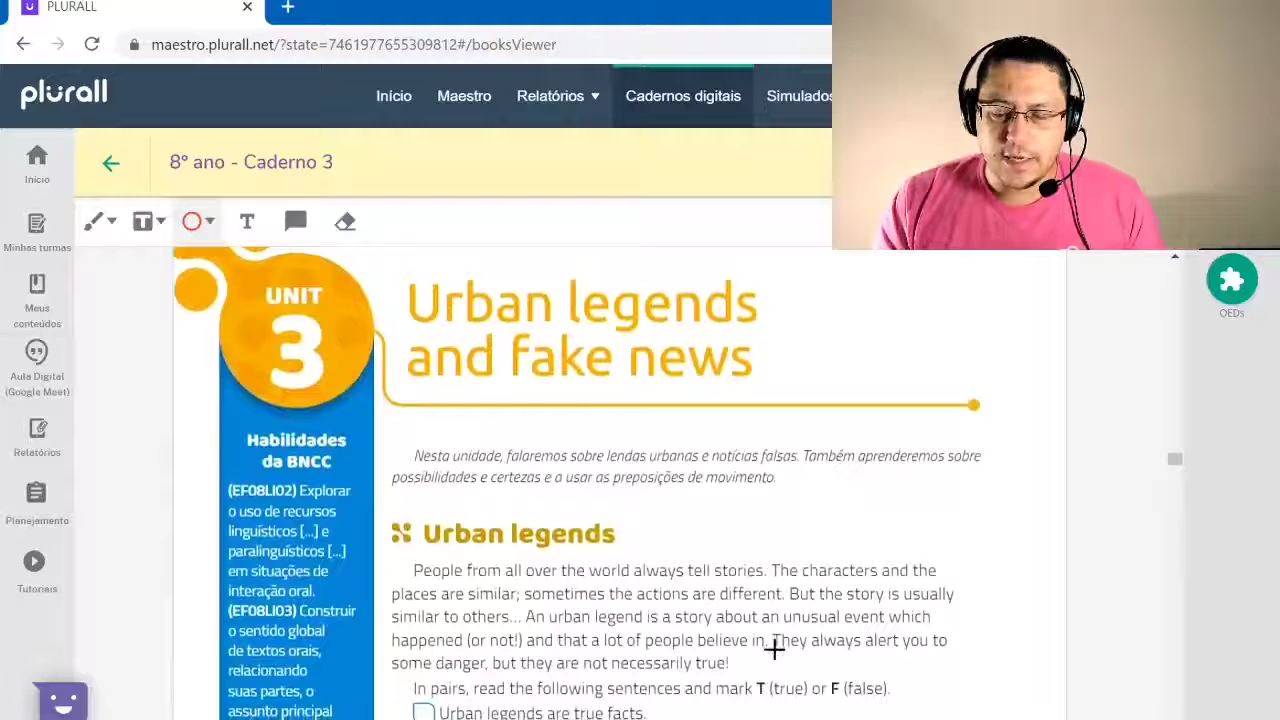 PLURALL
maestro.plurall.net/?state=7461977655309812#/booksViewer
plurall
Início Maestro Relatórios Cadernos digitais Simulados
8º ano - Caderno 3
Início
Minhas turmas
Meus
conteúdos
Aula Digital
(Google Meet)
Relatórios
Planejamento
Tutoriais
OEDs
UNIT
3
Urban legends
and fake news
Habilidades
da BNCC
(EF08LI02) Explorar
o uso de recursos
linguísticos [...] e
paralinguísticos [...]
em situações de
interação oral.
(EF08LI03) Construir
o sentido global
de textos orais,
relacionando
suas partes, o
assunto principal
Nesta unidade, falaremos sobre lendas urbanas e notícias falsas. Também aprenderemos sobre
possibilidades e certezas e a usar as preposições de movimento.
Urban legends
People from all over the world always tell stories. The characters and the
places are similar; sometimes the actions are different. But the story is usually
similar to others... An urban legend is a story about an unusual event which
happened (or not!) and that a lot of people believe in. They always alert you to
some danger, but they are not necessarily true!
In pairs, read the following sentences and mark T (true) or F (false).
Urban legends are true facts.